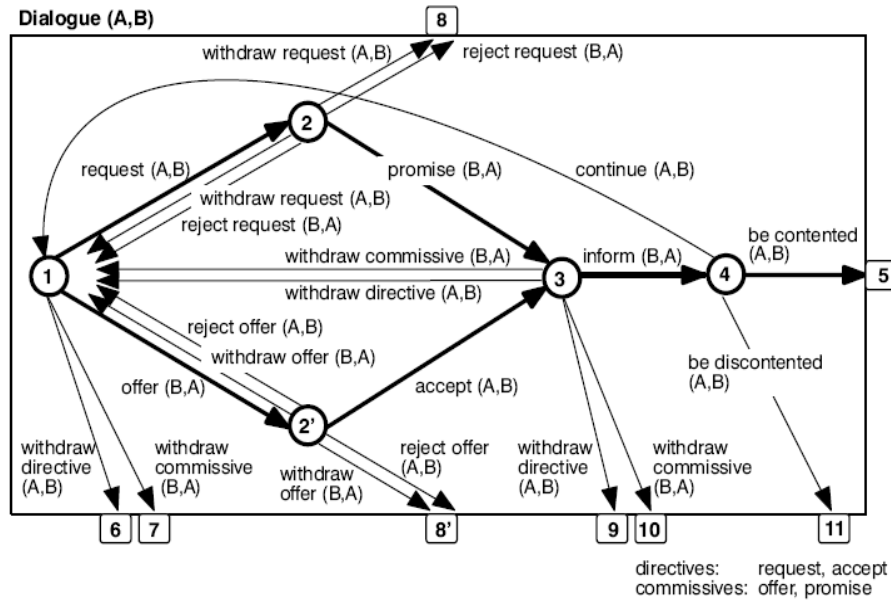 Dialogue (A,B)
8
withdraw request (A,B)
reject request (B,A)
2
request (A,B)
promise (B,A)
continue (A,B)
withdraw request (A,B)
reject request (B,A)
be contented
(A,B)
withdraw commissive (B,A)
inform (B,A)
1
3
4
5
withdraw directive (A,B)
reject offer (A,B)
withdraw offer (B,A)
be discontented
(A,B)
offer (B,A)
accept (A,B)
2'
withdraw
directive
(A,B)
withdraw
commissive
(B,A)
withdraw
offer (B,A)
reject offer
(A,B)
withdraw
directive
(A,B)
withdraw
commissive
(B,A)
6
7
8'
9
10
11
directives: request, accept
commissives: offer, promise